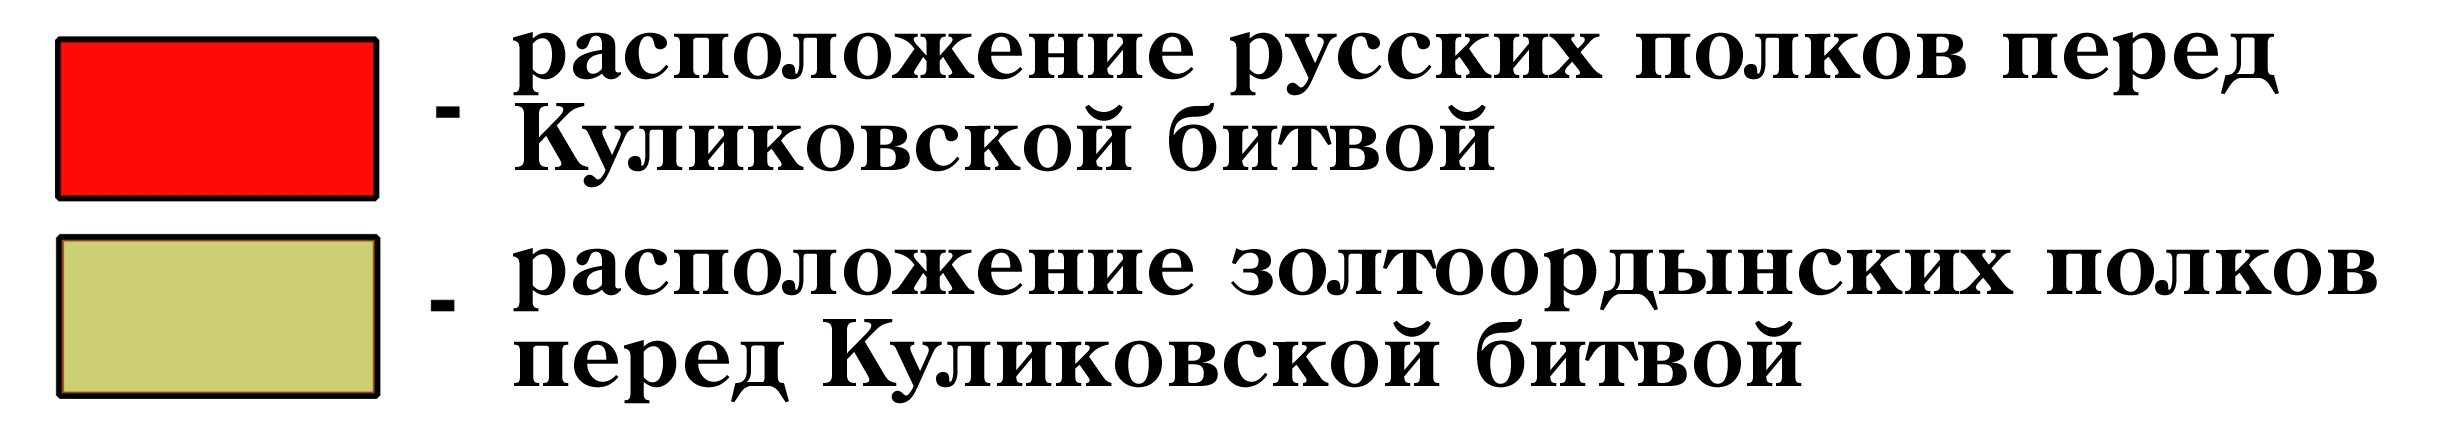 - расположение русских полков перед
Куликовской битвой
- расположение золтоордынских полков
перед Куликовской битвой